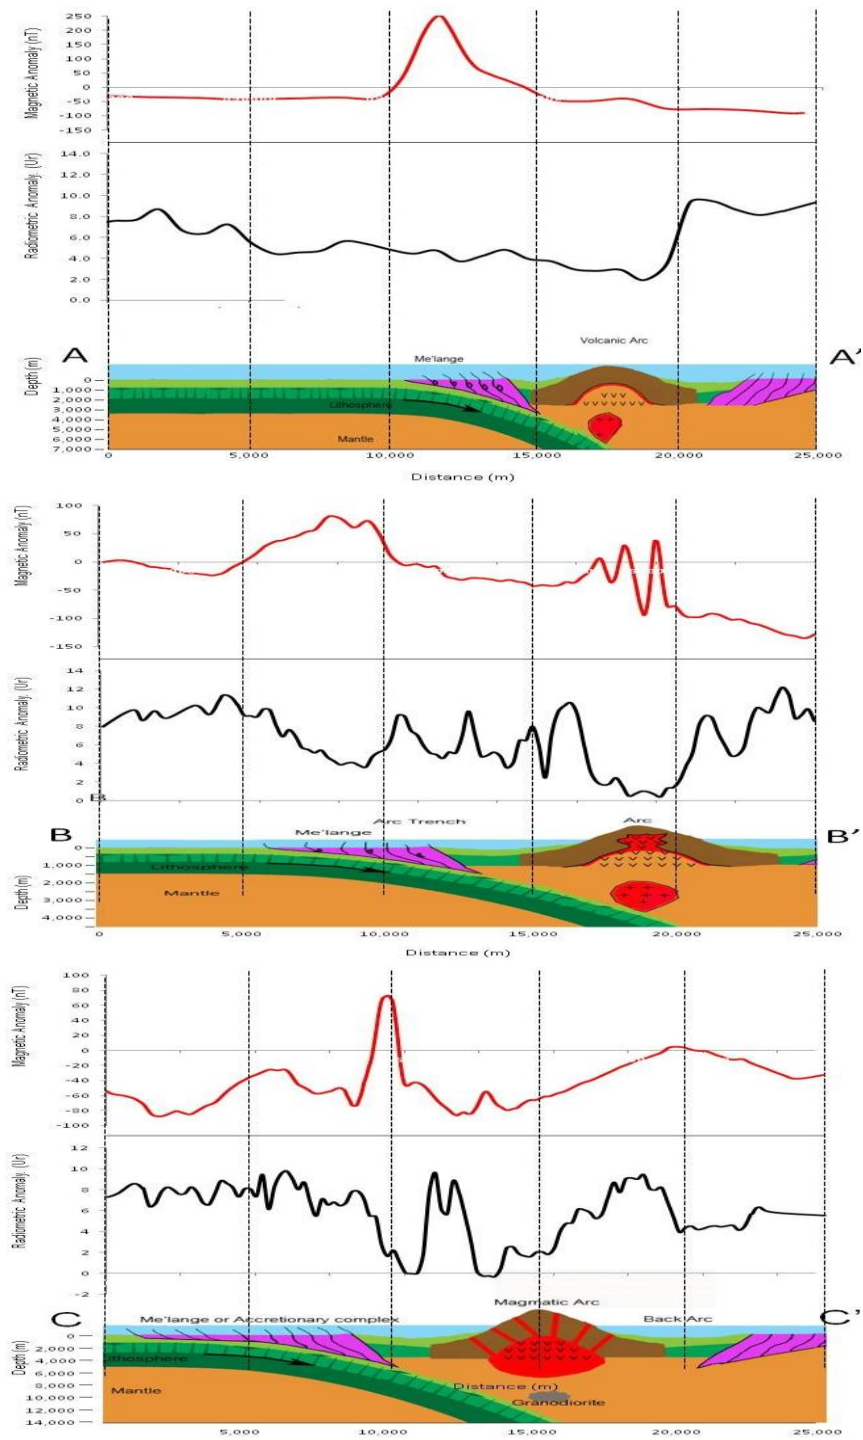 Magnetic Anomaly (nT)
250
200
150
100
50
0
-50
-100
-150
Radiometric Anomaly. (Ur)
14.0
12.0
10.0
8.0
6.0
4.0
2.0
0.0
A
A'
Volcanic Arc
Me'lange
Depth (m)
0
1,000
2,000
3,000
4,000
5,000
6,000
7,000
Lithosphere
Mantle
0 5,000 10,000 15,000 20,000 25,000
Distance (m)
Magnetic Anomaly (nT)
100
50
0
-50
-100
-150
Radiometric Anomaly. (Ur)
14
12
10
8
6
4
2
0
B
B
B'
Arc Trench
Arc
Me'lange
Depth (m)
0
1,000
2,000
3,000
4,000
Lithosphere
Mantle
0 5,000 10,000 15,000 20,000 25,000
Distance (m)
Magnetic Anomaly (nT)
100
80
60
40
20
0
-20
-40
-60
-80
-100
Radiometric Anomaly. (Ur)
12
10
8
6
4
2
0
-2
C
C'
Magmatic Arc
Me'lange or Accretionary complex
Back Arc
Depth (m)
0
2,000
4,000
6,000
8,000
10,000
12,000
14,000
Lithosphere
Mantle
Distance (m)
Granodiorite
5,000 10,000 15,000 20,000 25,000